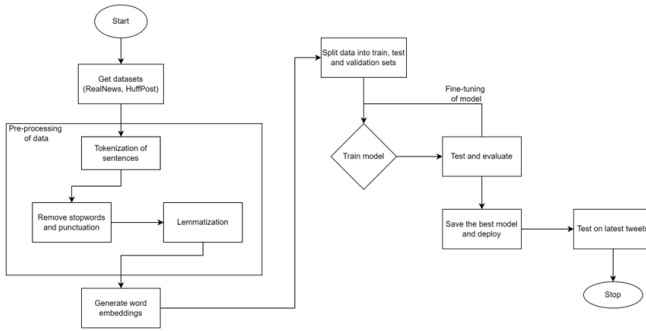 Start
Get datasets
(RealNews, HuffPost)
Pre-processing
of data
Tokenization of
sentences
Remove stopwords
and punctuation
Lemmatization
Generate word
embeddings
Split data into train, test
and validation sets
Fine-tuning
of model
Train model
Test and evaluate
Save the best model
and deploy
Test on latest tweets
Stop